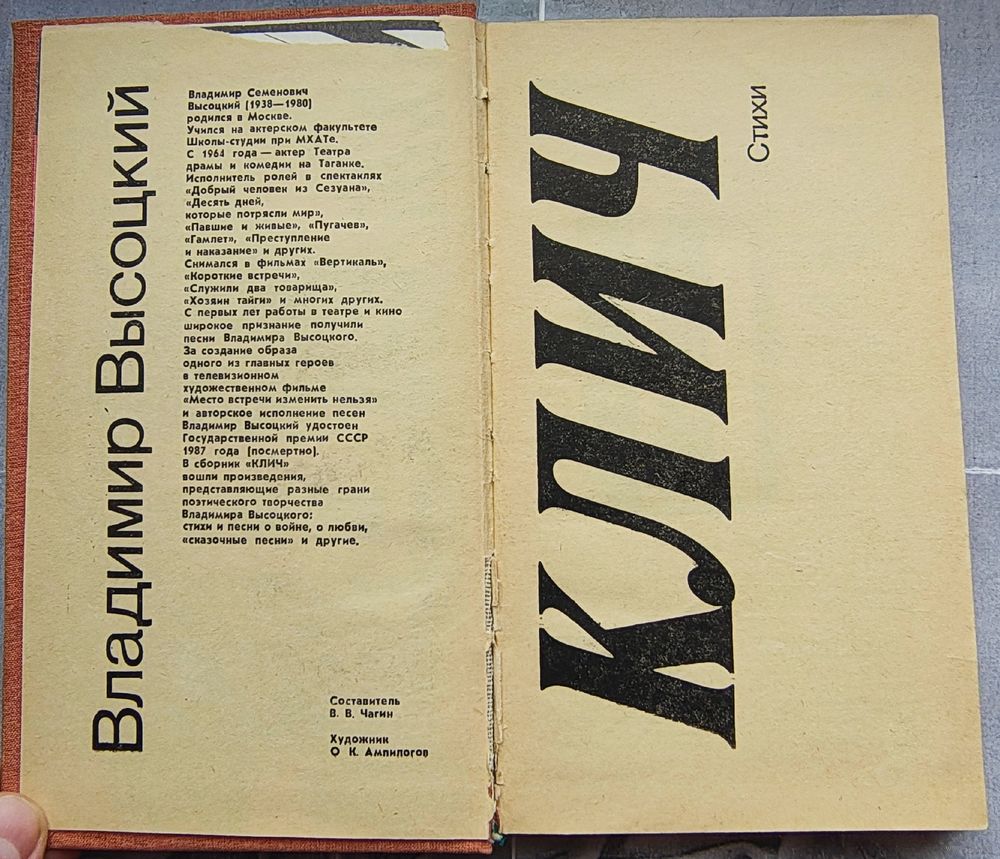 Владимир Высоцкий
Владимир Семенович
Высоцкий (1938—1980)
родился в Москве.
Учился на актерском факультете
Школы-студии при МХАТе.
С 1964 года — актер Театра
драмы и комедии на Таганке.
Исполнитель ролей в спектаклях
«Добрый человек из Сезуана»,
«Десять дней,
которые потрясли мир»,
«Павшие и живые», «Пугачев»,
«Гамлет», «Преступление
и наказание» и других.
Снимался в фильмах «Вертикаль»,
«Короткие встречи»,
«Служили два товарища»,
«Хозяин тайги» и многих других.
С первых лет работы в театре и кино
широкое признание получили
песни Владимира Высоцкого.
За создание образа
одного из главных героев
в телевизионном
художественном фильме
«Место встречи изменить нельзя»
и авторское исполнение песен
Владимир Высоцкий удостоен
Государственной премии СССР
1987 года (посмертно).
В сборник «КЛИЧ»
вошли произведения,
представляющие разные грани
поэтического творчества
Владимира Высоцкого:
стихи и песни о войне, о любви,
«сказочные песни» и другие.
Составитель
В. В. Чагин
Художник
О К. Ампилогов
КЛИЧ
Стихи